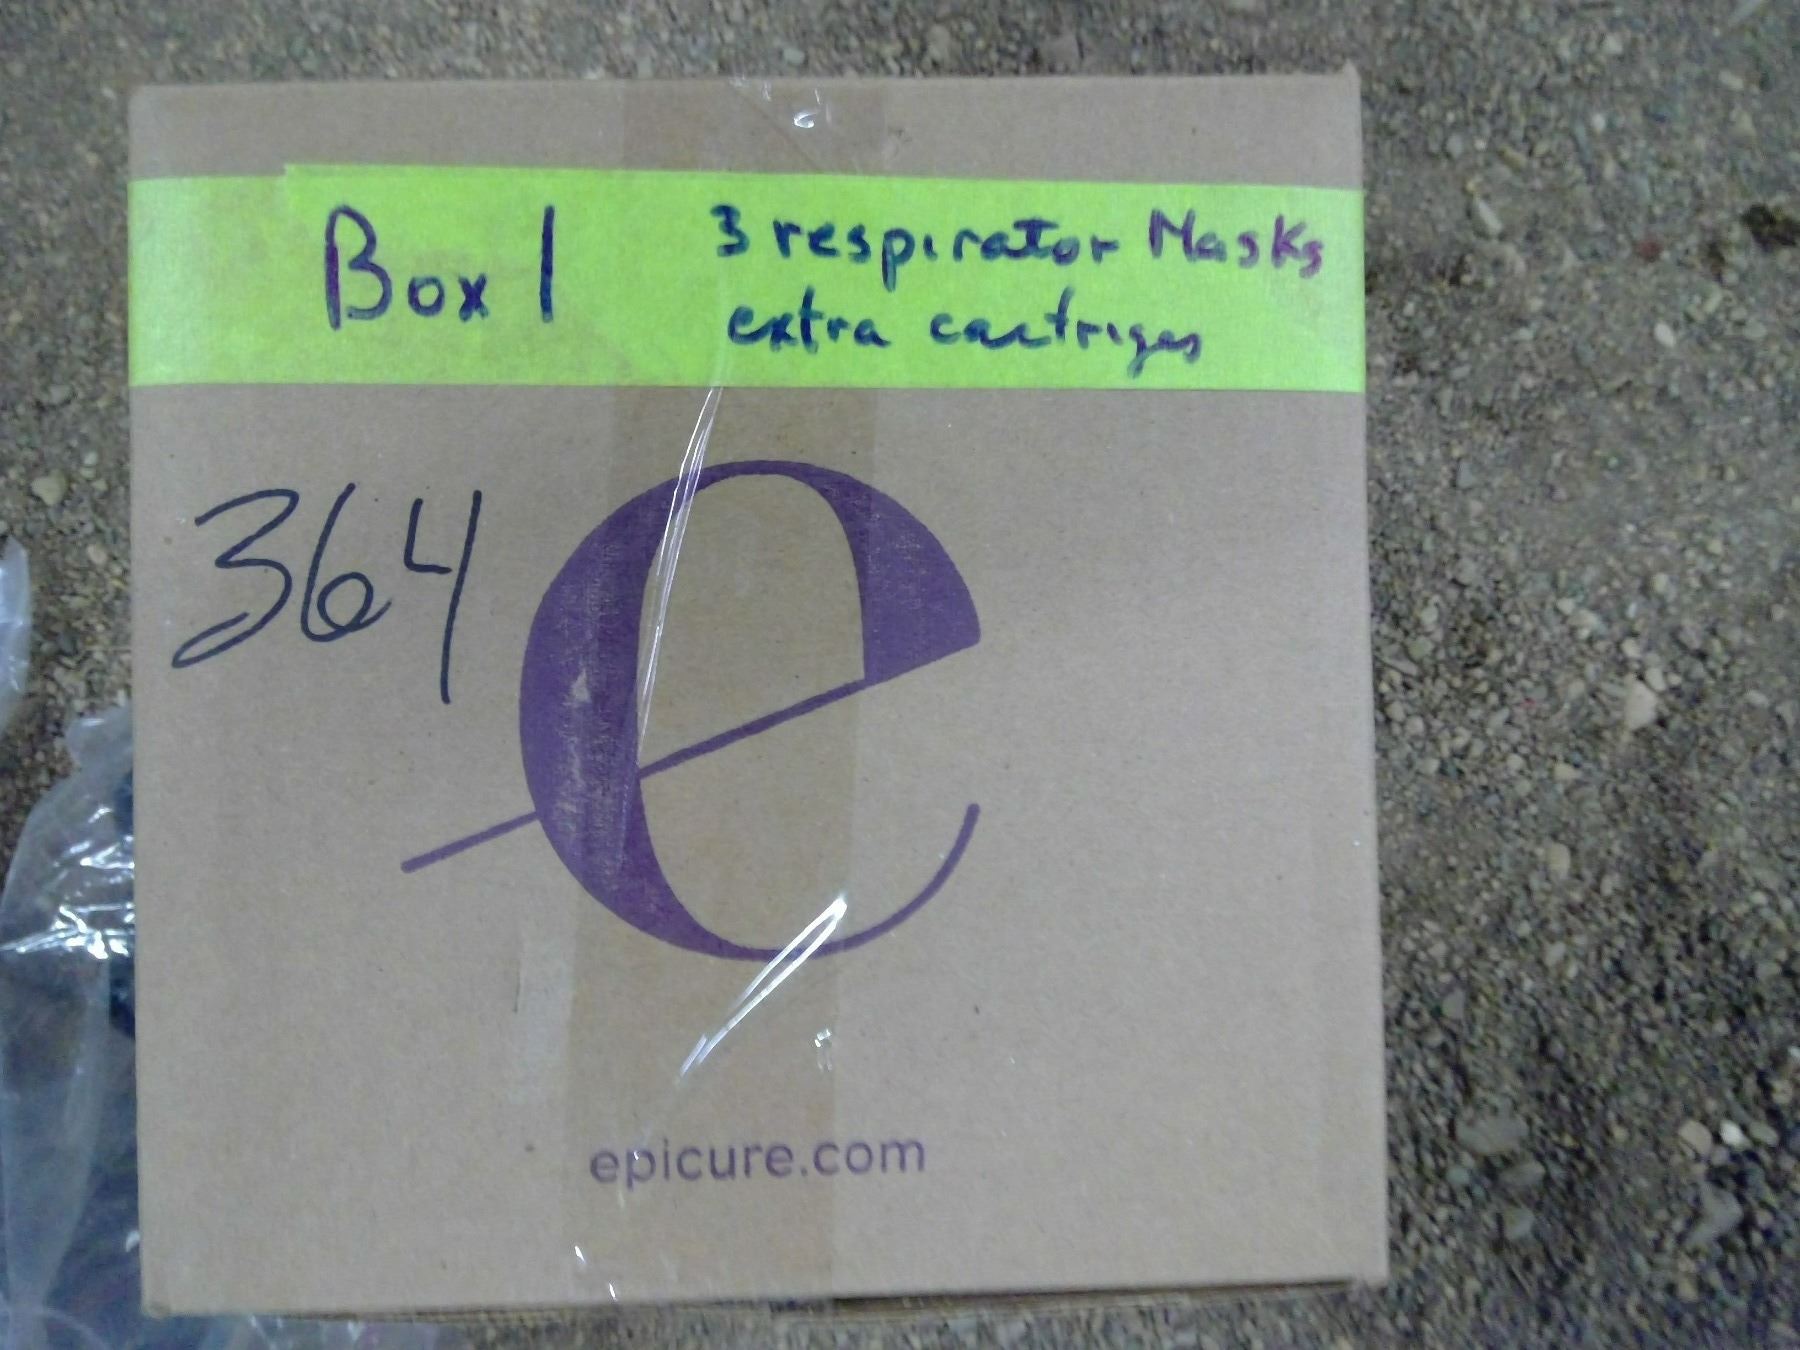 Box 1
3 respirator Masks
extra cartriges
364
e
epicure.com